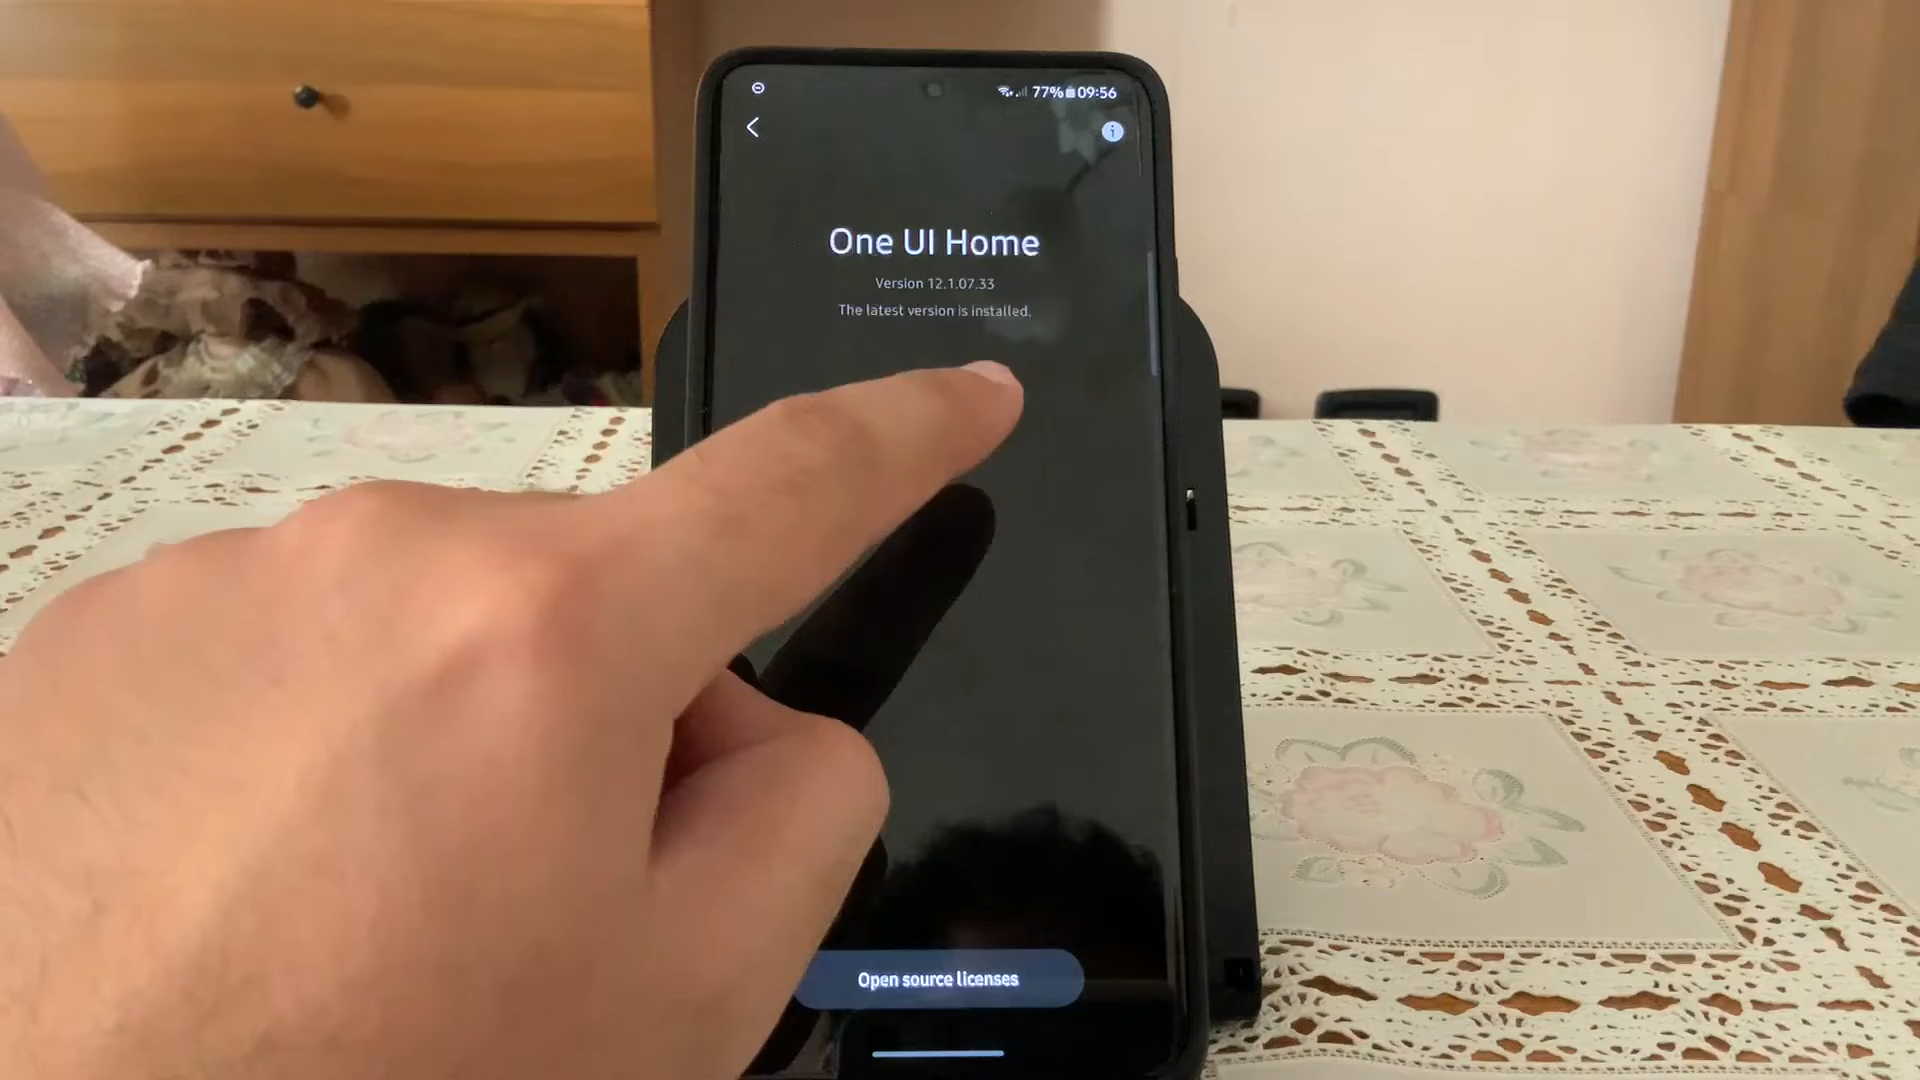 77% 09:56
One UI Home
Version 12.1.07.33
The latest version is installed.
Open source licenses